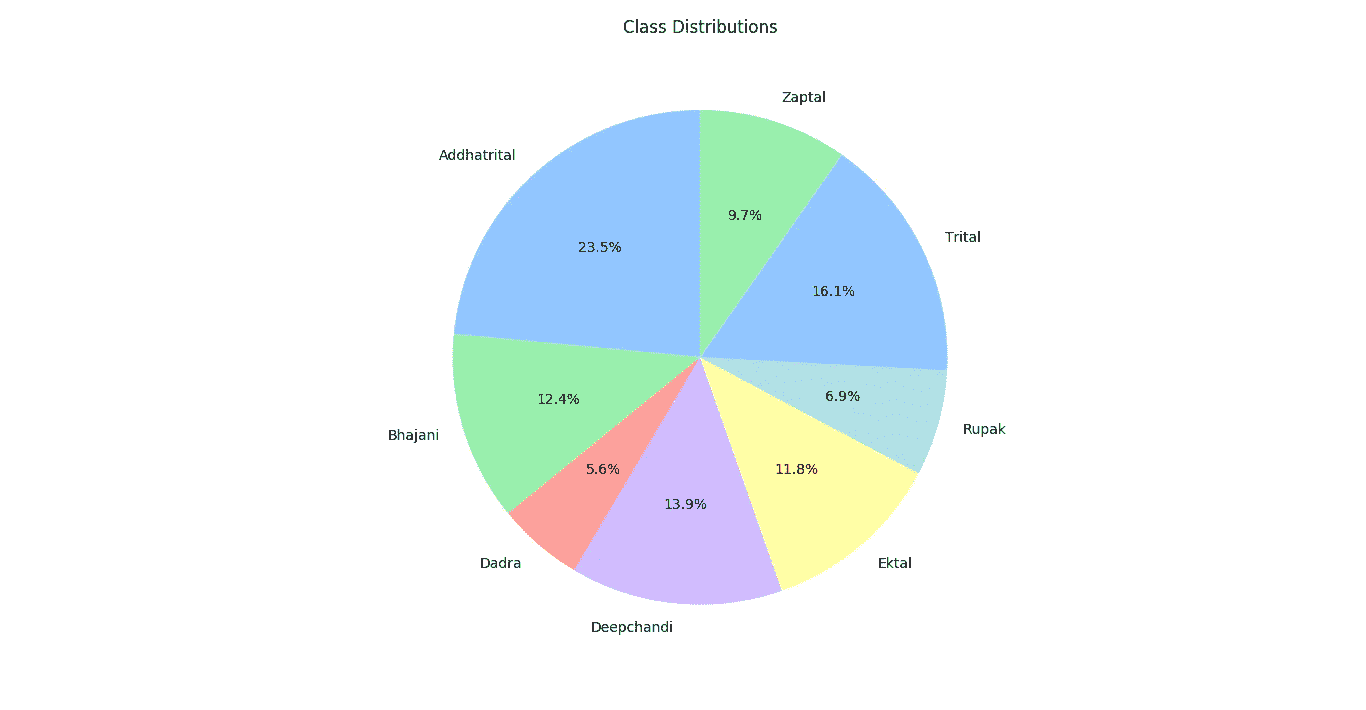 Class Distributions
Zaptal
Addhatrital
9.7%
Trital
23.5%
16.1%
6.9%
12.4%
Rupak
Bhajani
5.6%
11.8%
13.9%
Dadra
Ektal
Deepchandi